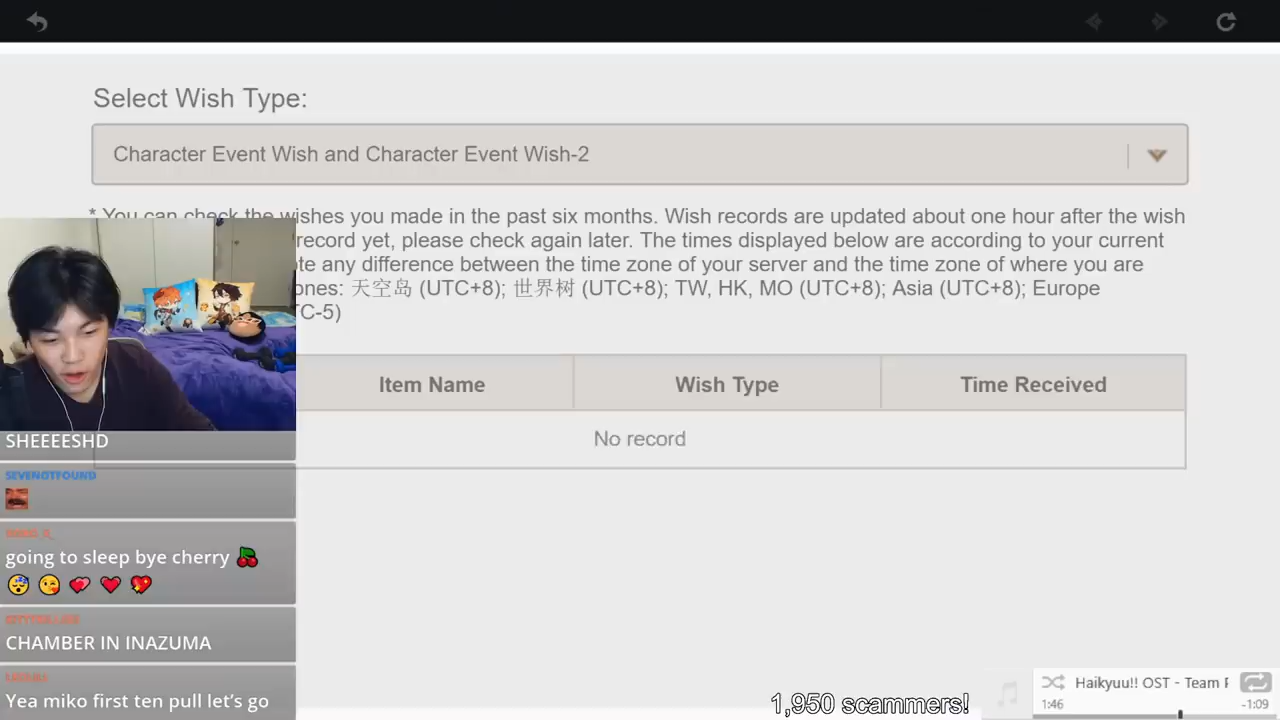 Select Wish Type:
Character Event Wish and Character Event Wish-2
* You can check the wishes you made in the past six months. Wish records are updated about one hour after the wish
record yet, please check again later. The times displayed below are according to your current
te any difference between the time zone of your server and the time zone of where you are
ones: 天空岛 (UTC+8); 世界树 (UTC+8); TW, HK, MO (UTC+8); Asia (UTC+8); Europe
TC-5)
Item Name
Wish Type
Time Received
No record
SHEEEESHD
SEVENOTFOUND
going to sleep bye cherry 🍒
😴 😘 💕 ❤️ 💖
CHAMBER IN INAZUMA
Yea miko first ten pull let's go
1,950 scammers!
Haikyuu!! OST - Team
1:46
-1:09